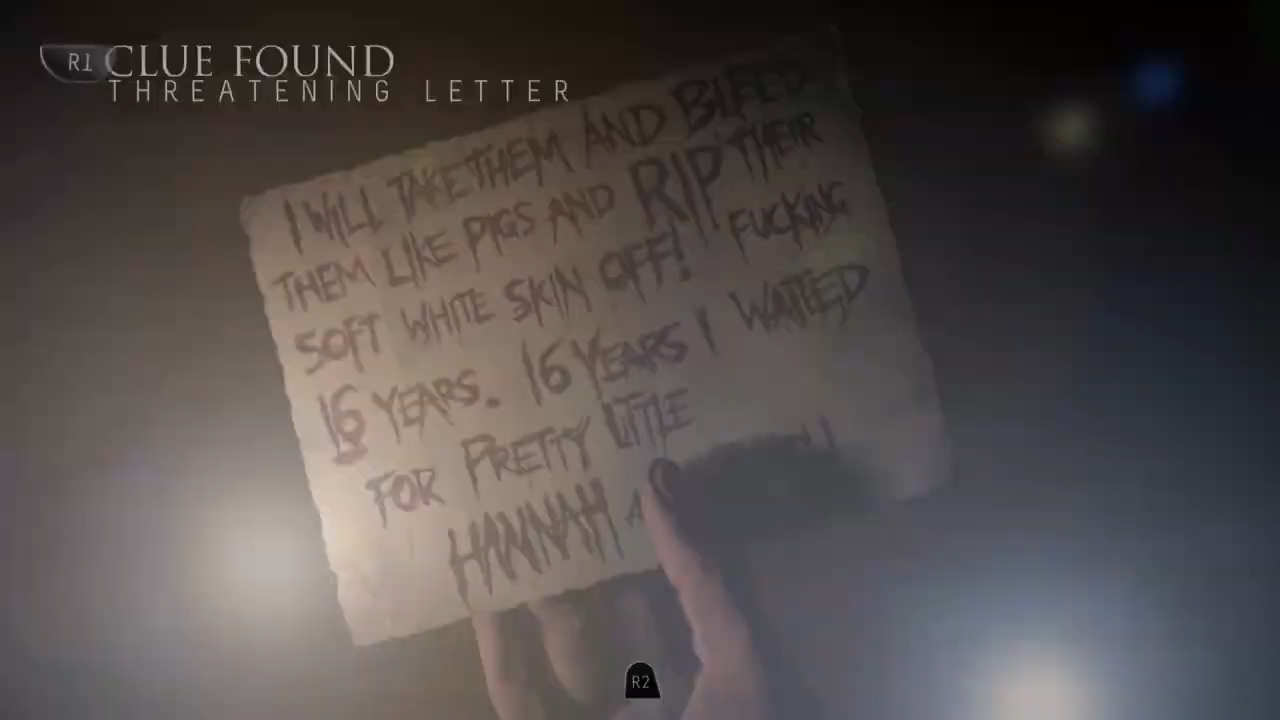 R1 CLUE FOUND
THREATENING LETTER
I WILL TAKE THEM AND BLEED
THEM LIKE PIGS AND RIP THEIR
SOFT WHITE SKIN OFF! FUCKING
16 YEARS. 16 YEARS I WAITED
FOR PRETTY LITTLE
HANNAH
R2